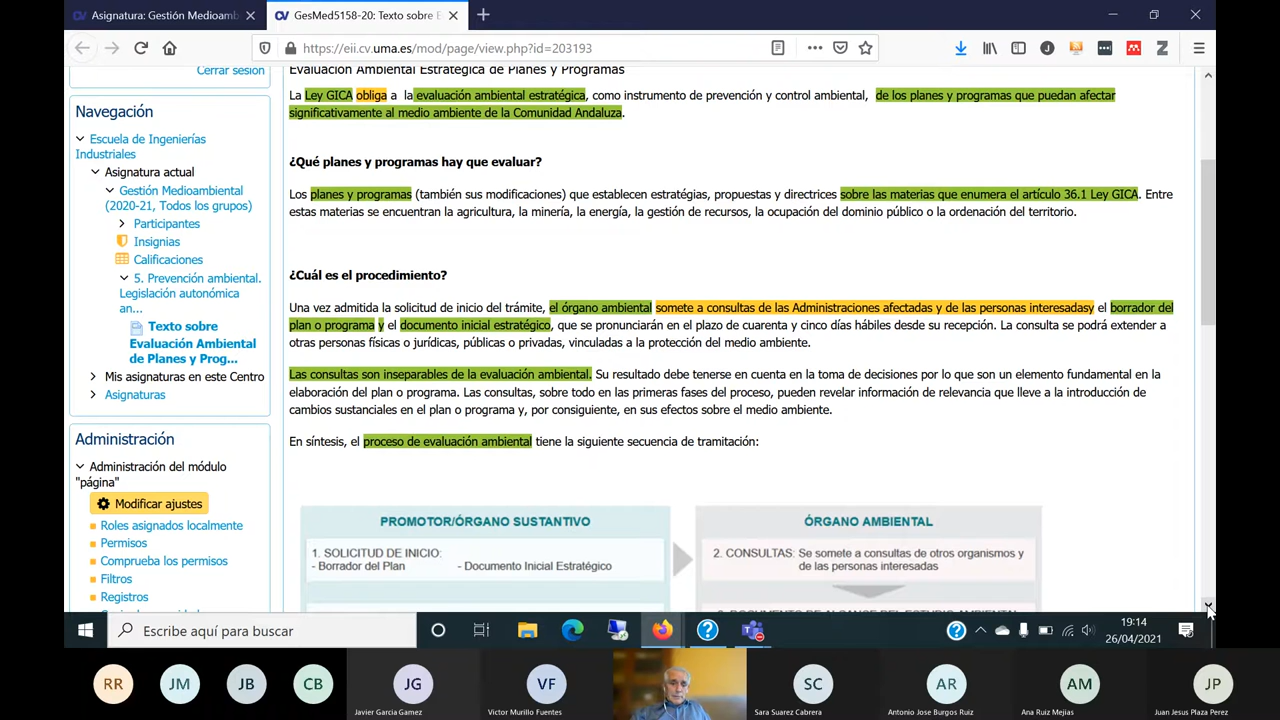 Asignatura: Gestión Medioamb
GesMed5158-20: Texto sobre E
https://eii.cv.uma.es/mod/page/view.php?id=203193
Cerrar sesión
Navegación
Escuela de Ingenierías
Industriales
Asignatura actual
Gestión Medioambiental
(2020-21, Todos los grupos)
Participantes
Insignias
Calificaciones
5. Prevención ambiental.
Legislación autonómica
an...
Texto sobre
Evaluación Ambiental
de Planes y Prog...
Mis asignaturas en este Centro
Asignaturas
Administración
Administración del módulo
"página"
Modificar ajustes
Roles asignados localmente
Permisos
Comprueba los permisos
Filtros
Registros
Evaluación Ambiental Estratégica de Planes y Programas
La Ley GICA obliga a la evaluación ambiental estratégica, como instrumento de prevención y control ambiental, de los planes y programas que puedan afectar
significativamente al medio ambiente de la Comunidad Andaluza.
¿Qué planes y programas hay que evaluar?
Los planes y programas (también sus modificaciones) que establecen estratégias, propuestas y directrices sobre las materias que enumera el artículo 36.1 Ley GICA. Entre
estas materias se encuentran la agricultura, la minería, la energía, la gestión de recursos, la ocupación del dominio público o la ordenación del territorio.
¿Cuál es el procedimiento?
Una vez admitida la solicitud de inicio del trámite, el órgano ambiental somete a consultas de las Administraciones afectadas y de las personas interesadasy el borrador del
plan o programa y el documento inicial estratégico, que se pronunciarán en el plazo de cuarenta y cinco días hábiles desde su recepción. La consulta se podrá extender a
otras personas físicas o jurídicas, públicas o privadas, vinculadas a la protección del medio ambiente.
Las consultas son inseparables de la evaluación ambiental. Su resultado debe tenerse en cuenta en la toma de decisiones por lo que son un elemento fundamental en la
elaboración del plan o programa. Las consultas, sobre todo en las primeras fases del proceso, pueden revelar información de relevancia que lleve a la introducción de
cambios sustanciales en el plan o programa y, por consiguiente, en sus efectos sobre el medio ambiente.
En síntesis, el proceso de evaluación ambiental tiene la siguiente secuencia de tramitación:
PROMOTOR/ÓRGANO SUSTANTIVO
1. SOLICITUD DE INICIO:
- Borrador del Plan - Documento Inicial Estratégico
ÓRGANO AMBIENTAL
2. CONSULTAS: Se somete a consultas de otros organismos y
de las personas interesadas
Escribe aquí para buscar
19:14
26/04/2021
RR
JM
JB
CB
JG
Javier Garcia Gamez
VF
Victor Murillo Fuentes
SC
Sara Suarez Cabrera
AR
Antonio Jose Burgos Ruiz
AM
Ana Ruiz Mejias
JP
Juan Jesus Plaza Perez